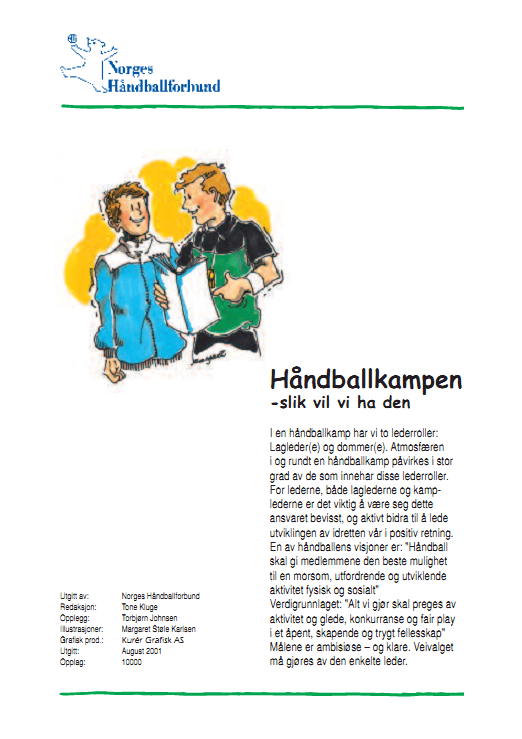 Norges
Håndballforbund
Håndballkampen
-slik vil vi ha den
I en håndballkamp har vi to lederroller:
Lagleder(e) og dommer(e). Atmosfæren
i og rundt en håndballkamp påvirkes i stor
grad av de som innehar disse lederroller.
For lederne, både laglederne og kamp-
lederne er det viktig å være seg dette
ansvaret bevisst, og aktivt bidra til å lede
utviklingen av idretten vår i positiv retning.
En av håndballens visjoner er: "Håndball
skal gi medlemmene den beste mulighet
til en morsom, utfordrende og utviklende
aktivitet fysisk og sosialt"
Verdigrunnlaget: "Alt vi gjør skal preges av
aktivitet og glede, konkurranse og fair play
i et åpent, skapende og trygt fellesskap"
Målene er ambisiøse – og klare. Veivalget
må gjøres av den enkelte leder.
Utgitt av: Norges Håndballforbund
Redaksjon: Tone Kluge
Opplegg: Torbjørn Johnsen
Illustrasjoner: Margaret Støle Karlsen
Grafisk prod.: Kurér Grafisk AS
Utgitt: August 2001
Opplag: 10000